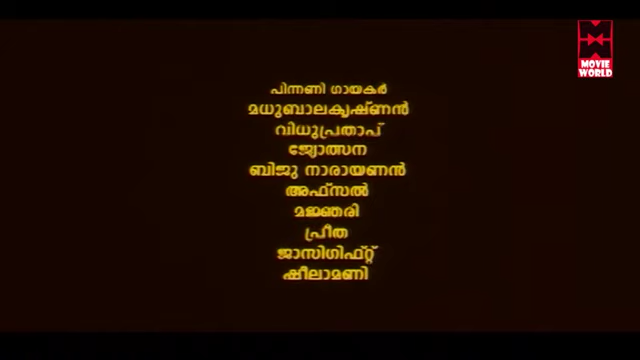 MOVIE
WORLD
പിന്നണി ഗായകർ
മധുബാലകൃഷ്ണൻ
വിധുപ്രതാപ്
ജ്യോത്സന
ബിജു നാരായണൻ
അഫ്സൽ
മഞ്ജരി
പ്രീത
ജാസിഗിഫ്റ്റ്
ഷീലാമണി